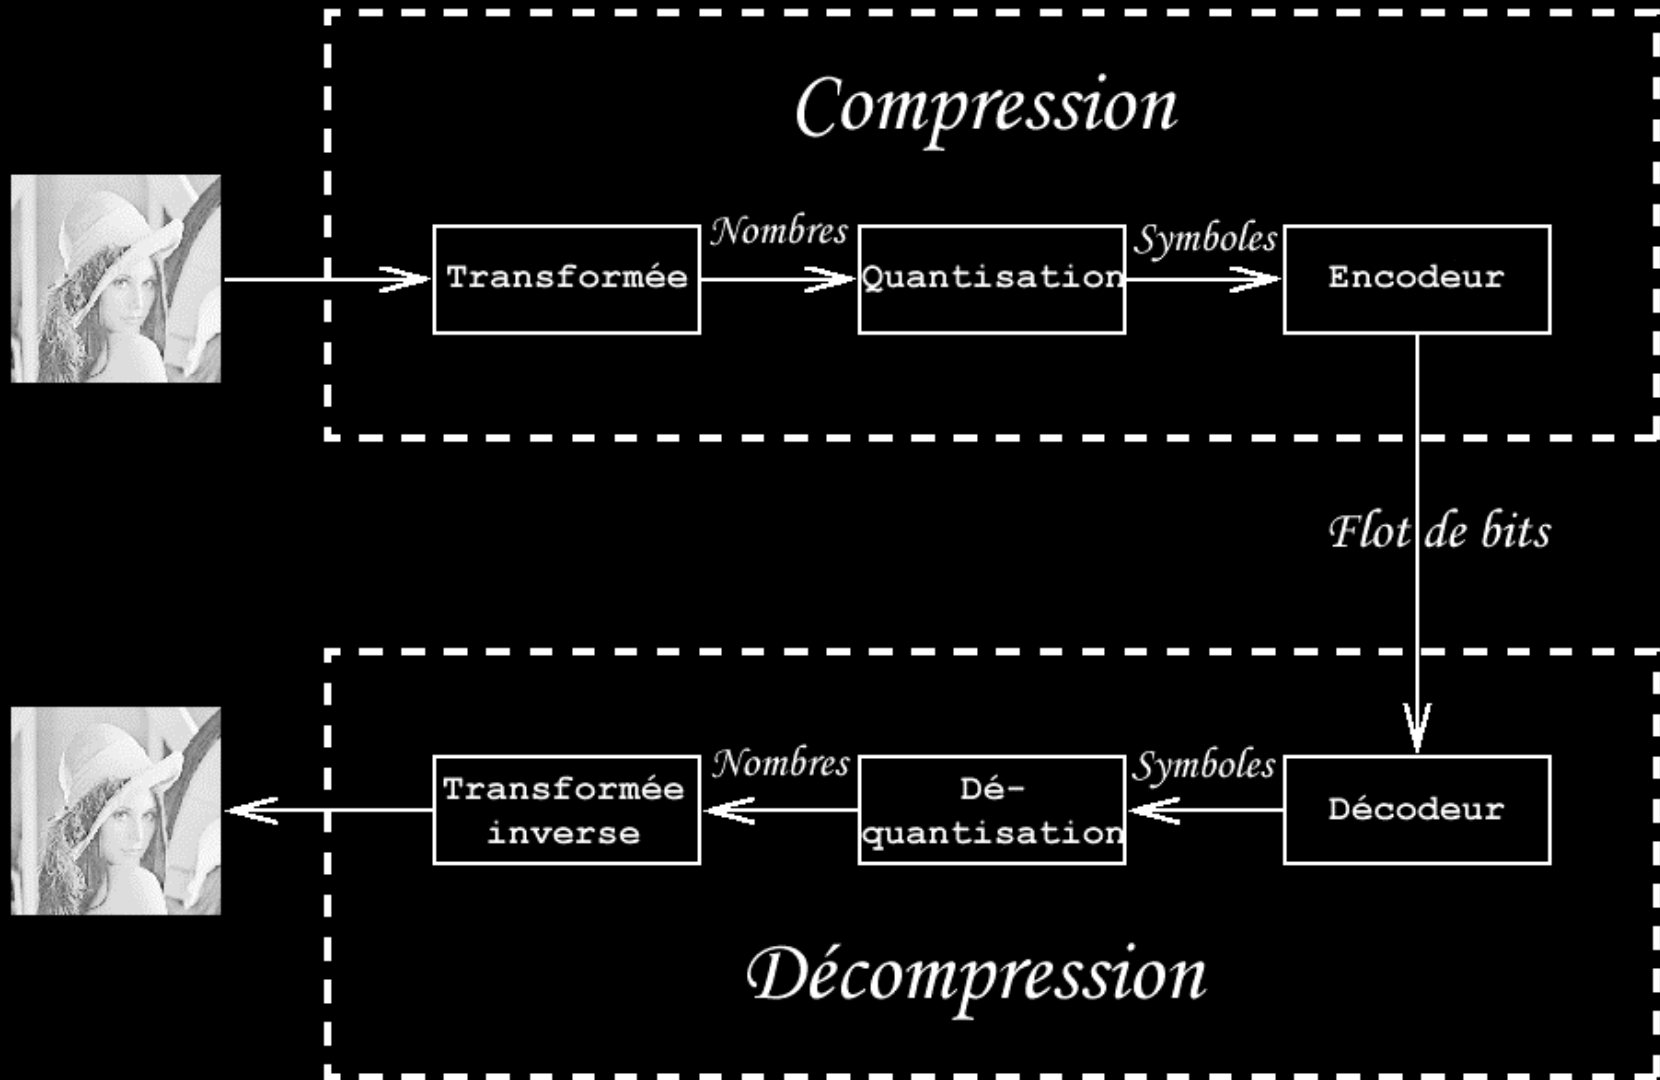 Compression
Nombres
Symboles
Transformée
Quantisation
Encodeur
Flot de bits
Nombres
Symboles
Transformée
inverse
Dé-
quantisation
Décodeur
Décompression